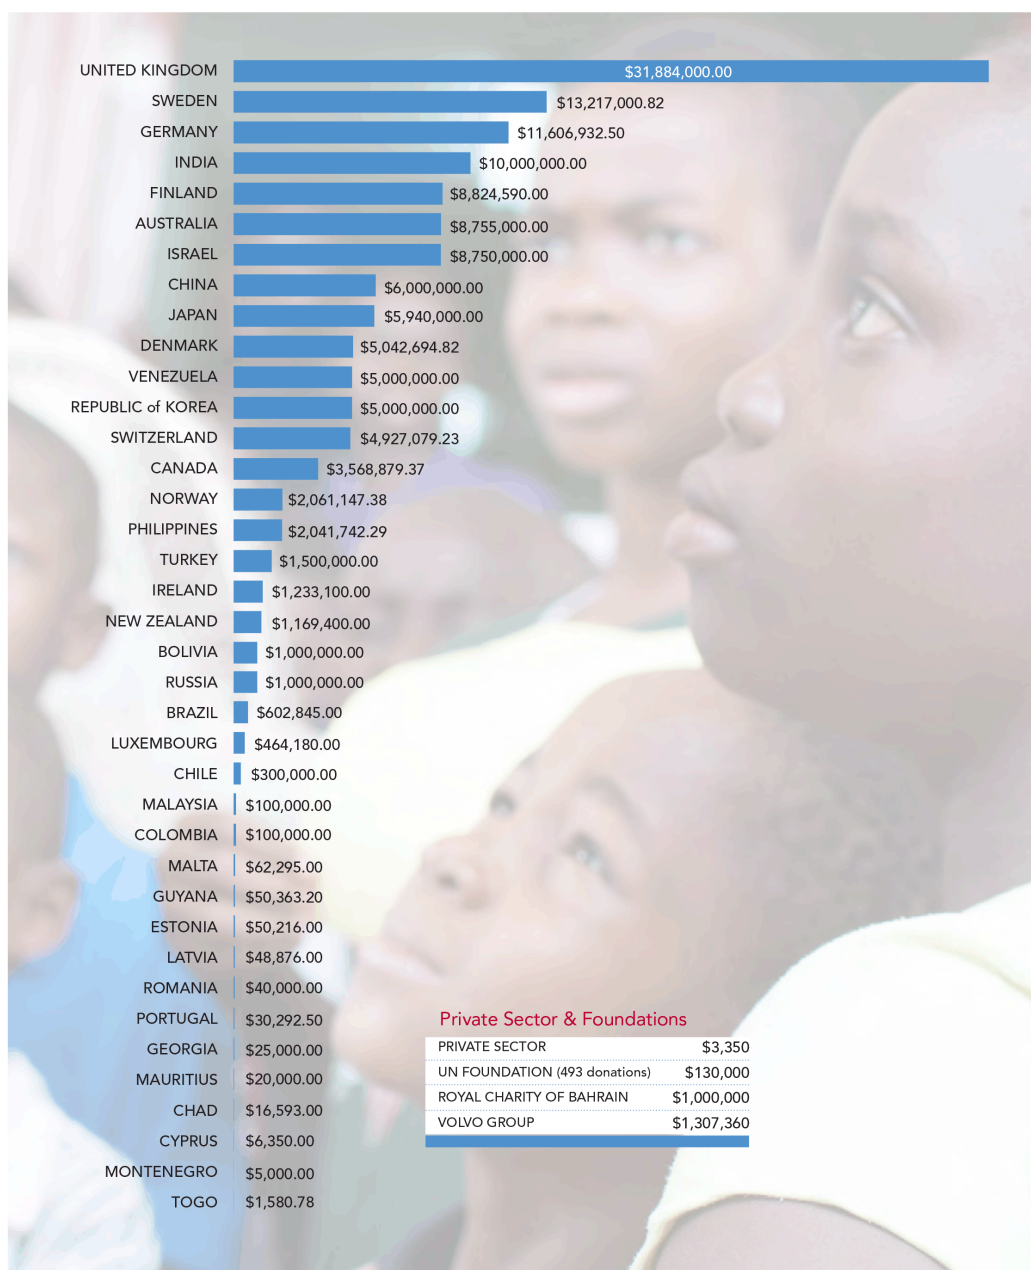 UNITED KINGDOM $31,884,000.00
SWEDEN $13,217,000.82
GERMANY $11,606,932.50
INDIA $10,000,000.00
FINLAND $8,824,590.00
AUSTRALIA $8,755,000.00
ISRAEL $8,750,000.00
CHINA $6,000,000.00
JAPAN $5,940,000.00
DENMARK $5,042,694.82
VENEZUELA $5,000,000.00
REPUBLIC of KOREA $5,000,000.00
SWITZERLAND $4,927,079.23
CANADA $3,568,879.37
NORWAY $2,061,147.38
PHILIPPINES $2,041,742.29
TURKEY $1,500,000.00
IRELAND $1,233,100.00
NEW ZEALAND $1,169,400.00
BOLIVIA $1,000,000.00
RUSSIA $1,000,000.00
BRAZIL $602,845.00
LUXEMBOURG $464,180.00
CHILE $300,000.00
MALAYSIA $100,000.00
COLOMBIA $100,000.00
MALTA $62,295.00
GUYANA $50,363.20
ESTONIA $50,216.00
LATVIA $48,876.00
ROMANIA $40,000.00
PORTUGAL $30,292.50
GEORGIA $25,000.00
MAURITIUS $20,000.00
CHAD $16,593.00
CYPRUS $6,350.00
MONTENEGRO $5,000.00
TOGO $1,580.78
Private Sector & Foundations
PRIVATE SECTOR $3,350
UN FOUNDATION (493 donations) $130,000
ROYAL CHARITY OF BAHRAIN $1,000,000
VOLVO GROUP $1,307,360